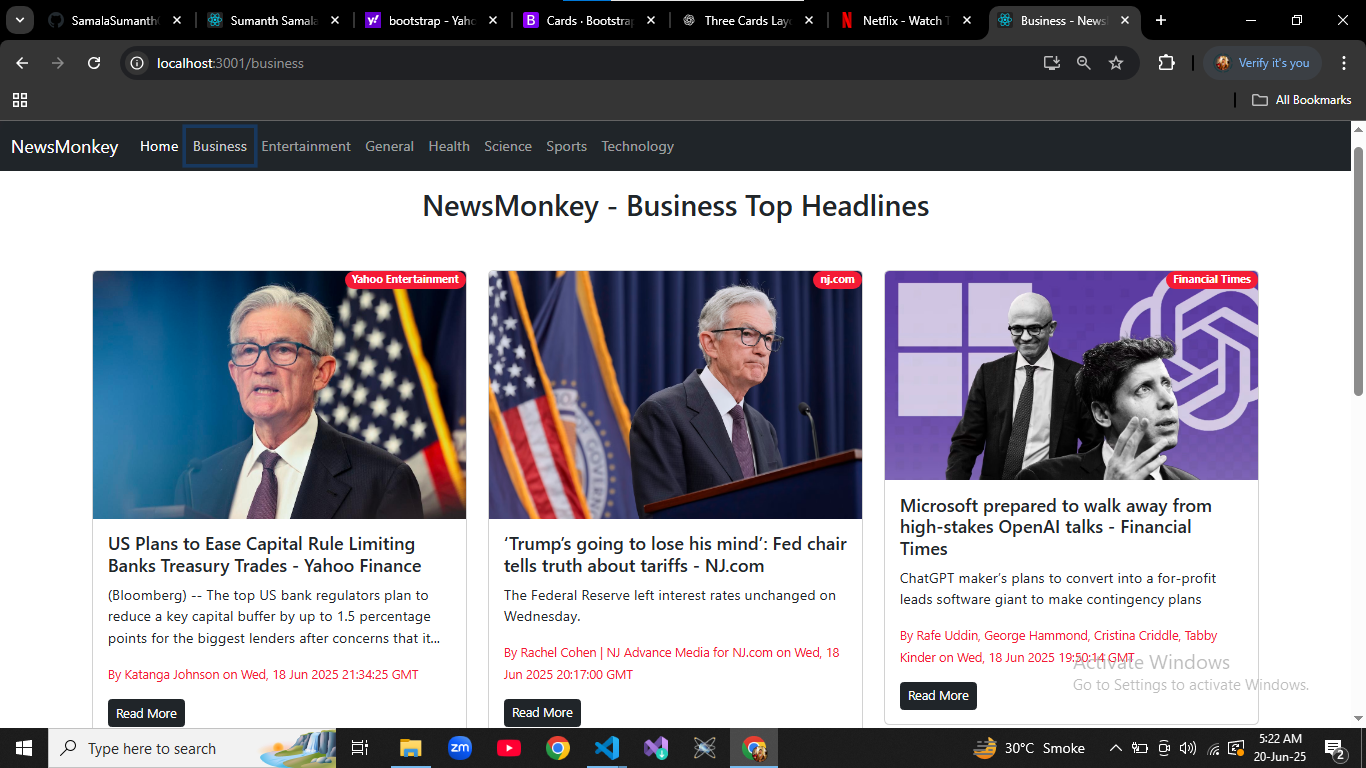 SamalaSumanth
Sumanth Samala
bootstrap - Yaho
Cards · Bootstrap
Three Cards Layo
Netflix - Watch T
Business - News
localhost:3001/business
Verify it's you
All Bookmarks
NewsMonkey Home Business Entertainment General Health Science Sports Technology
NewsMonkey - Business Top Headlines
Yahoo Entertainment
US Plans to Ease Capital Rule Limiting
Banks Treasury Trades - Yahoo Finance
(Bloomberg) -- The top US bank regulators plan to
reduce a key capital buffer by up to 1.5 percentage
points for the biggest lenders after concerns that it...
By Katanga Johnson on Wed, 18 Jun 2025 21:34:25 GMT
Read More
nj.com
‘Trump’s going to lose his mind’: Fed chair
tells truth about tariffs - NJ.com
The Federal Reserve left interest rates unchanged on
Wednesday.
By Rachel Cohen | NJ Advance Media for NJ.com on Wed, 18
Jun 2025 20:17:00 GMT
Read More
Financial Times
Microsoft prepared to walk away from
high-stakes OpenAI talks - Financial
Times
ChatGPT maker’s plans to convert into a for-profit
leads software giant to make contingency plans
By Rafe Uddin, George Hammond, Cristina Criddle, Tabby
Kinder on Wed, 18 Jun 2025 19:50:14 GMT
Read More
Activate Windows
Go to Settings to activate Windows.
Type here to search
zm
30°C Smoke
5:22 AM
20-Jun-25
2